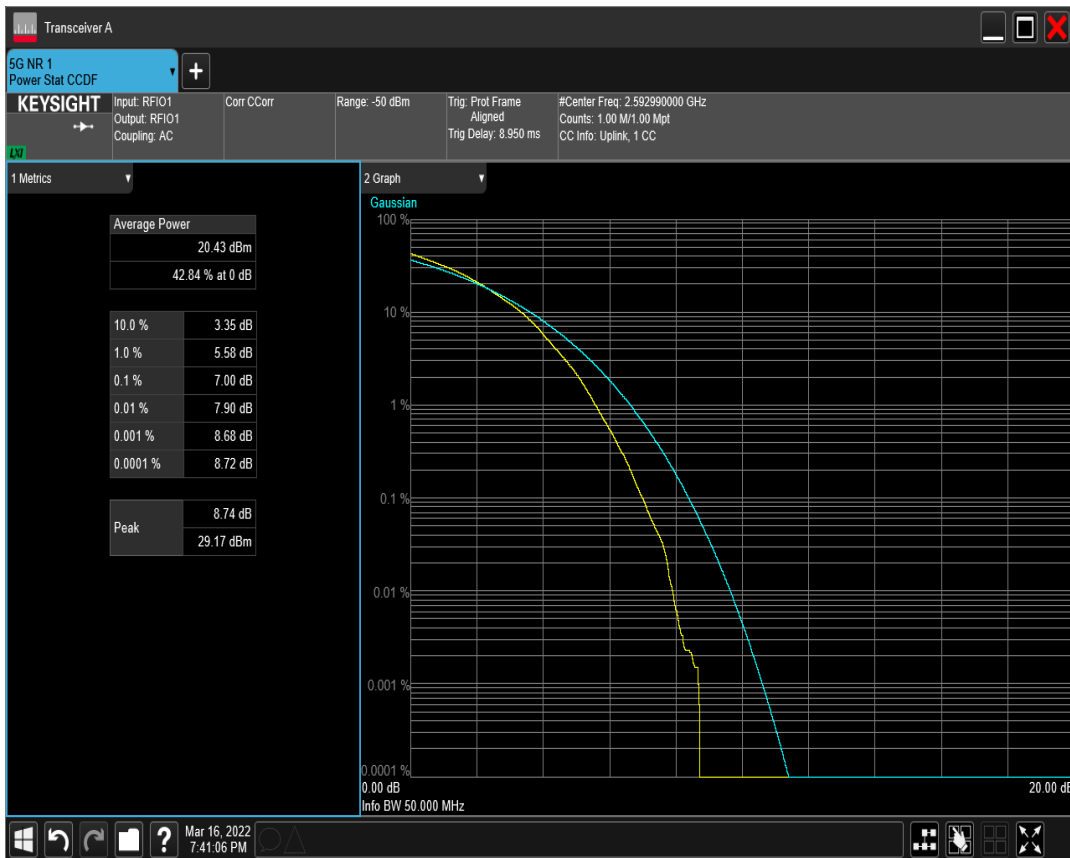 Transceiver A
5G NR 1
Power Stat CCDF
KEYSIGHT
LXI
Input: RFIO1
Output: RFIO1
Coupling: AC
Corr CCorr
Range: -50 dBm
Trig: Prot Frame
Aligned
Trig Delay: 8.950 ms
#Center Freq: 2.592990000 GHz
Counts: 1.00 M/1.00 Mpt
CC Info: Uplink, 1 CC
1 Metrics
Average Power
20.43 dBm
42.84 % at 0 dB
10.0 % 3.35 dB
1.0 % 5.58 dB
0.1 % 7.00 dB
0.01 % 7.90 dB
0.001 % 8.68 dB
0.0001 % 8.72 dB
Peak 8.74 dB
29.17 dBm
2 Graph
Gaussian
100 %
10 %
1 %
0.1 %
0.01 %
0.001 %
0.0001 %
0.00 dB 20.00 dB
Info BW 50.000 MHz
Mar 16, 2022
7:41:06 PM